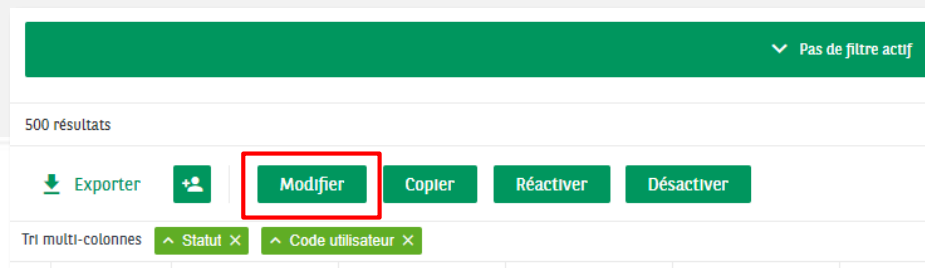 Pas de filtre actif
500 résultats
Exporter Modifier Copier Réactiver Désactiver
Tri multi-colonnes Statut Code utilisateur